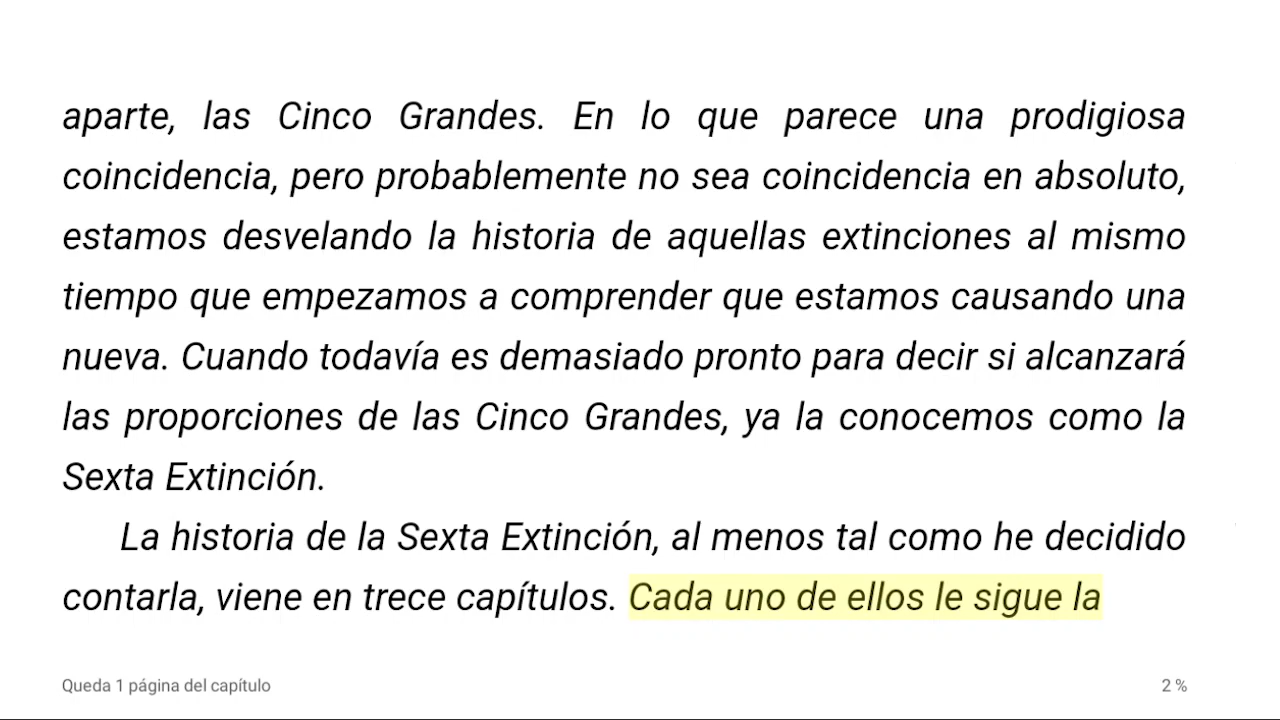 aparte, las Cinco Grandes. En lo que parece una prodigiosa
coincidencia, pero probablemente no sea coincidencia en absoluto,
estamos desvelando la historia de aquellas extinciones al mismo
tiempo que empezamos a comprender que estamos causando una
nueva. Cuando todavía es demasiado pronto para decir si alcanzará
las proporciones de las Cinco Grandes, ya la conocemos como la
Sexta Extinción.
La historia de la Sexta Extinción, al menos tal como he decidido
contarla, viene en trece capítulos. Cada uno de ellos le sigue la
Queda 1 página del capítulo 2 %